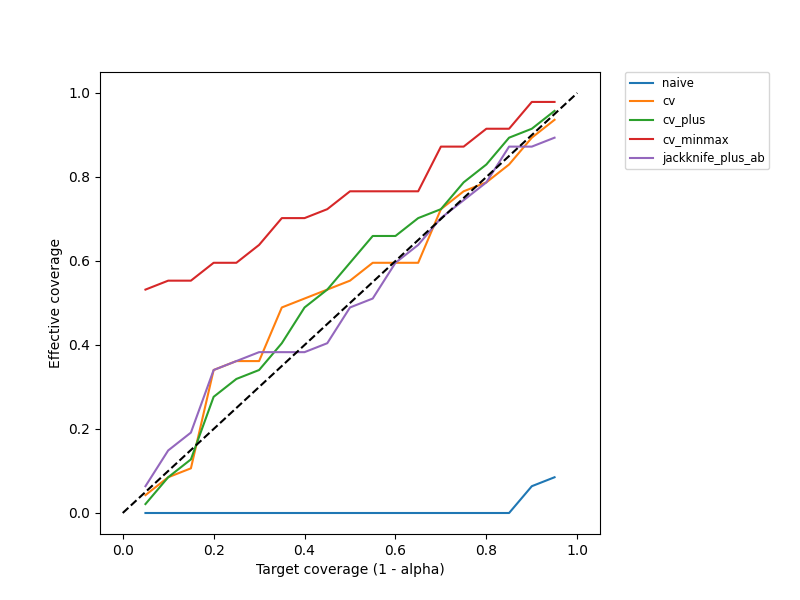 naive
cv
cv_plus
cv_minmax
jackknife_plus_ab
1.0
0.8
0.6
0.4
0.2
0.0
Effective coverage
0.0 0.2 0.4 0.6 0.8 1.0
Target coverage (1 - alpha)